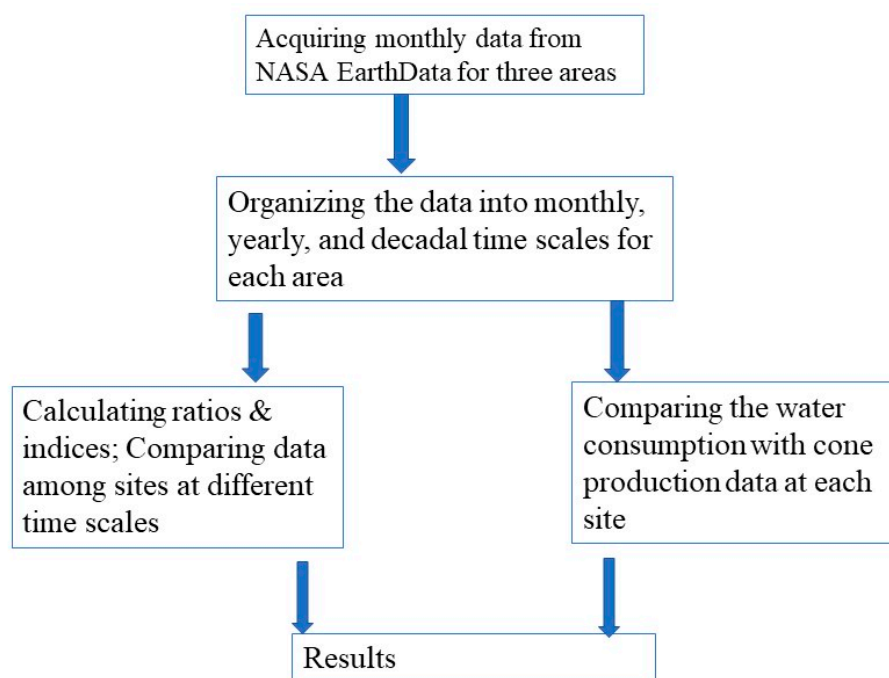 Acquiring monthly data from
NASA EarthData for three areas
Organizing the data into monthly,
yearly, and decadal time scales for
each area
Calculating ratios &
indices; Comparing data
among sites at different
time scales
Comparing the water
consumption with cone
production data at each
site
Results